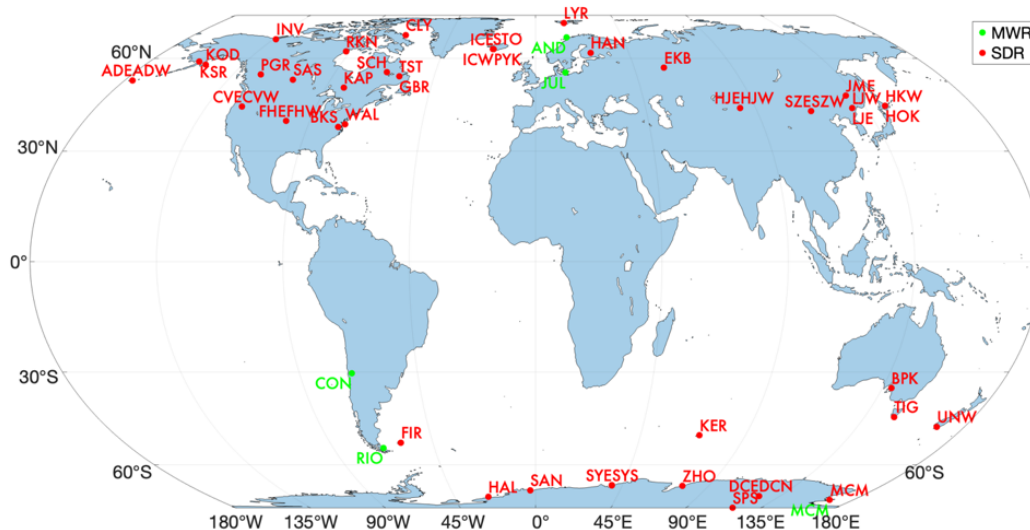 LYR
INV
CLY
MWR
SDR
60°N
KOD
RKN
ICESTO
AND
HAN
ADEADW
KSR
PGR
SAS
SCH
TST
ICWPYK
EKB
KAP
GBR
JUL
CVECVW
FHEFHW
BKS
WAL
HJEHJW
SZESZW
JME
LJW
HKW
LJE
HOK
30°N
0°
30°S
CON
BPK
TIG
FIR
KER
UNW
RIO
60°S
60°S
HAL
SAN
SYESYS
ZHO
DCEDCN
SPS
MCM
MCM
180°W
135°W
90°W
45°W
0°
45°E
90°E
135°E
180°E